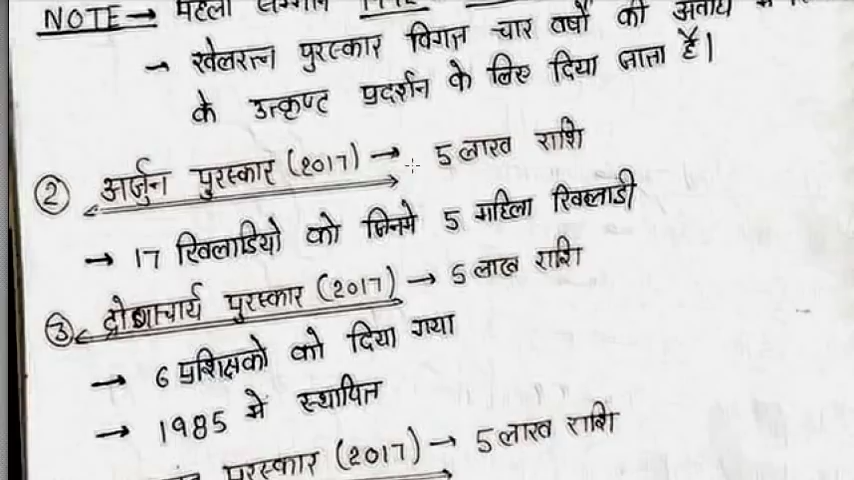 NOTE → पहला सम्मान
→ खेलरत्न पुरस्कार विगत चार वर्षो की अवधि
के उत्कृष्ट प्रदर्शन के लिए दिया जाता है।
② अर्जुन पुरस्कार (2017) → 5 लाख राशि
→ 17 खिलाडियो को जिनमे 5 महिला खिलाडी
③ द्रोणाचार्य पुरस्कार (2017) → 5 लाख राशि
→ 6 प्रशिक्षको को दिया गया
→ 1985 मे स्थापित
पुरस्कार (2017) → 5 लाख राशि